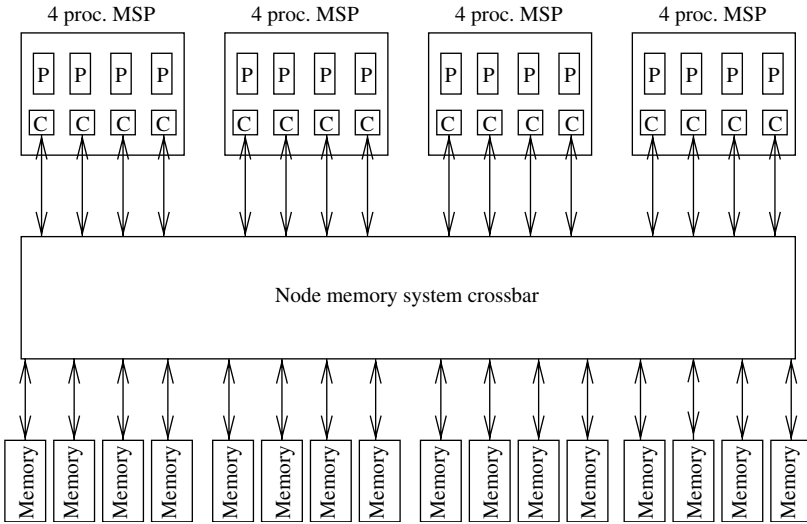 4 proc. MSP 4 proc. MSP 4 proc. MSP 4 proc. MSP
P P P P P P P P P P P P P P P P
C C C C C C C C C C C C C C C C
Node memory system crossbar
Memory Memory Memory Memory Memory Memory Memory Memory Memory Memory Memory Memory Memory Memory Memory Memory